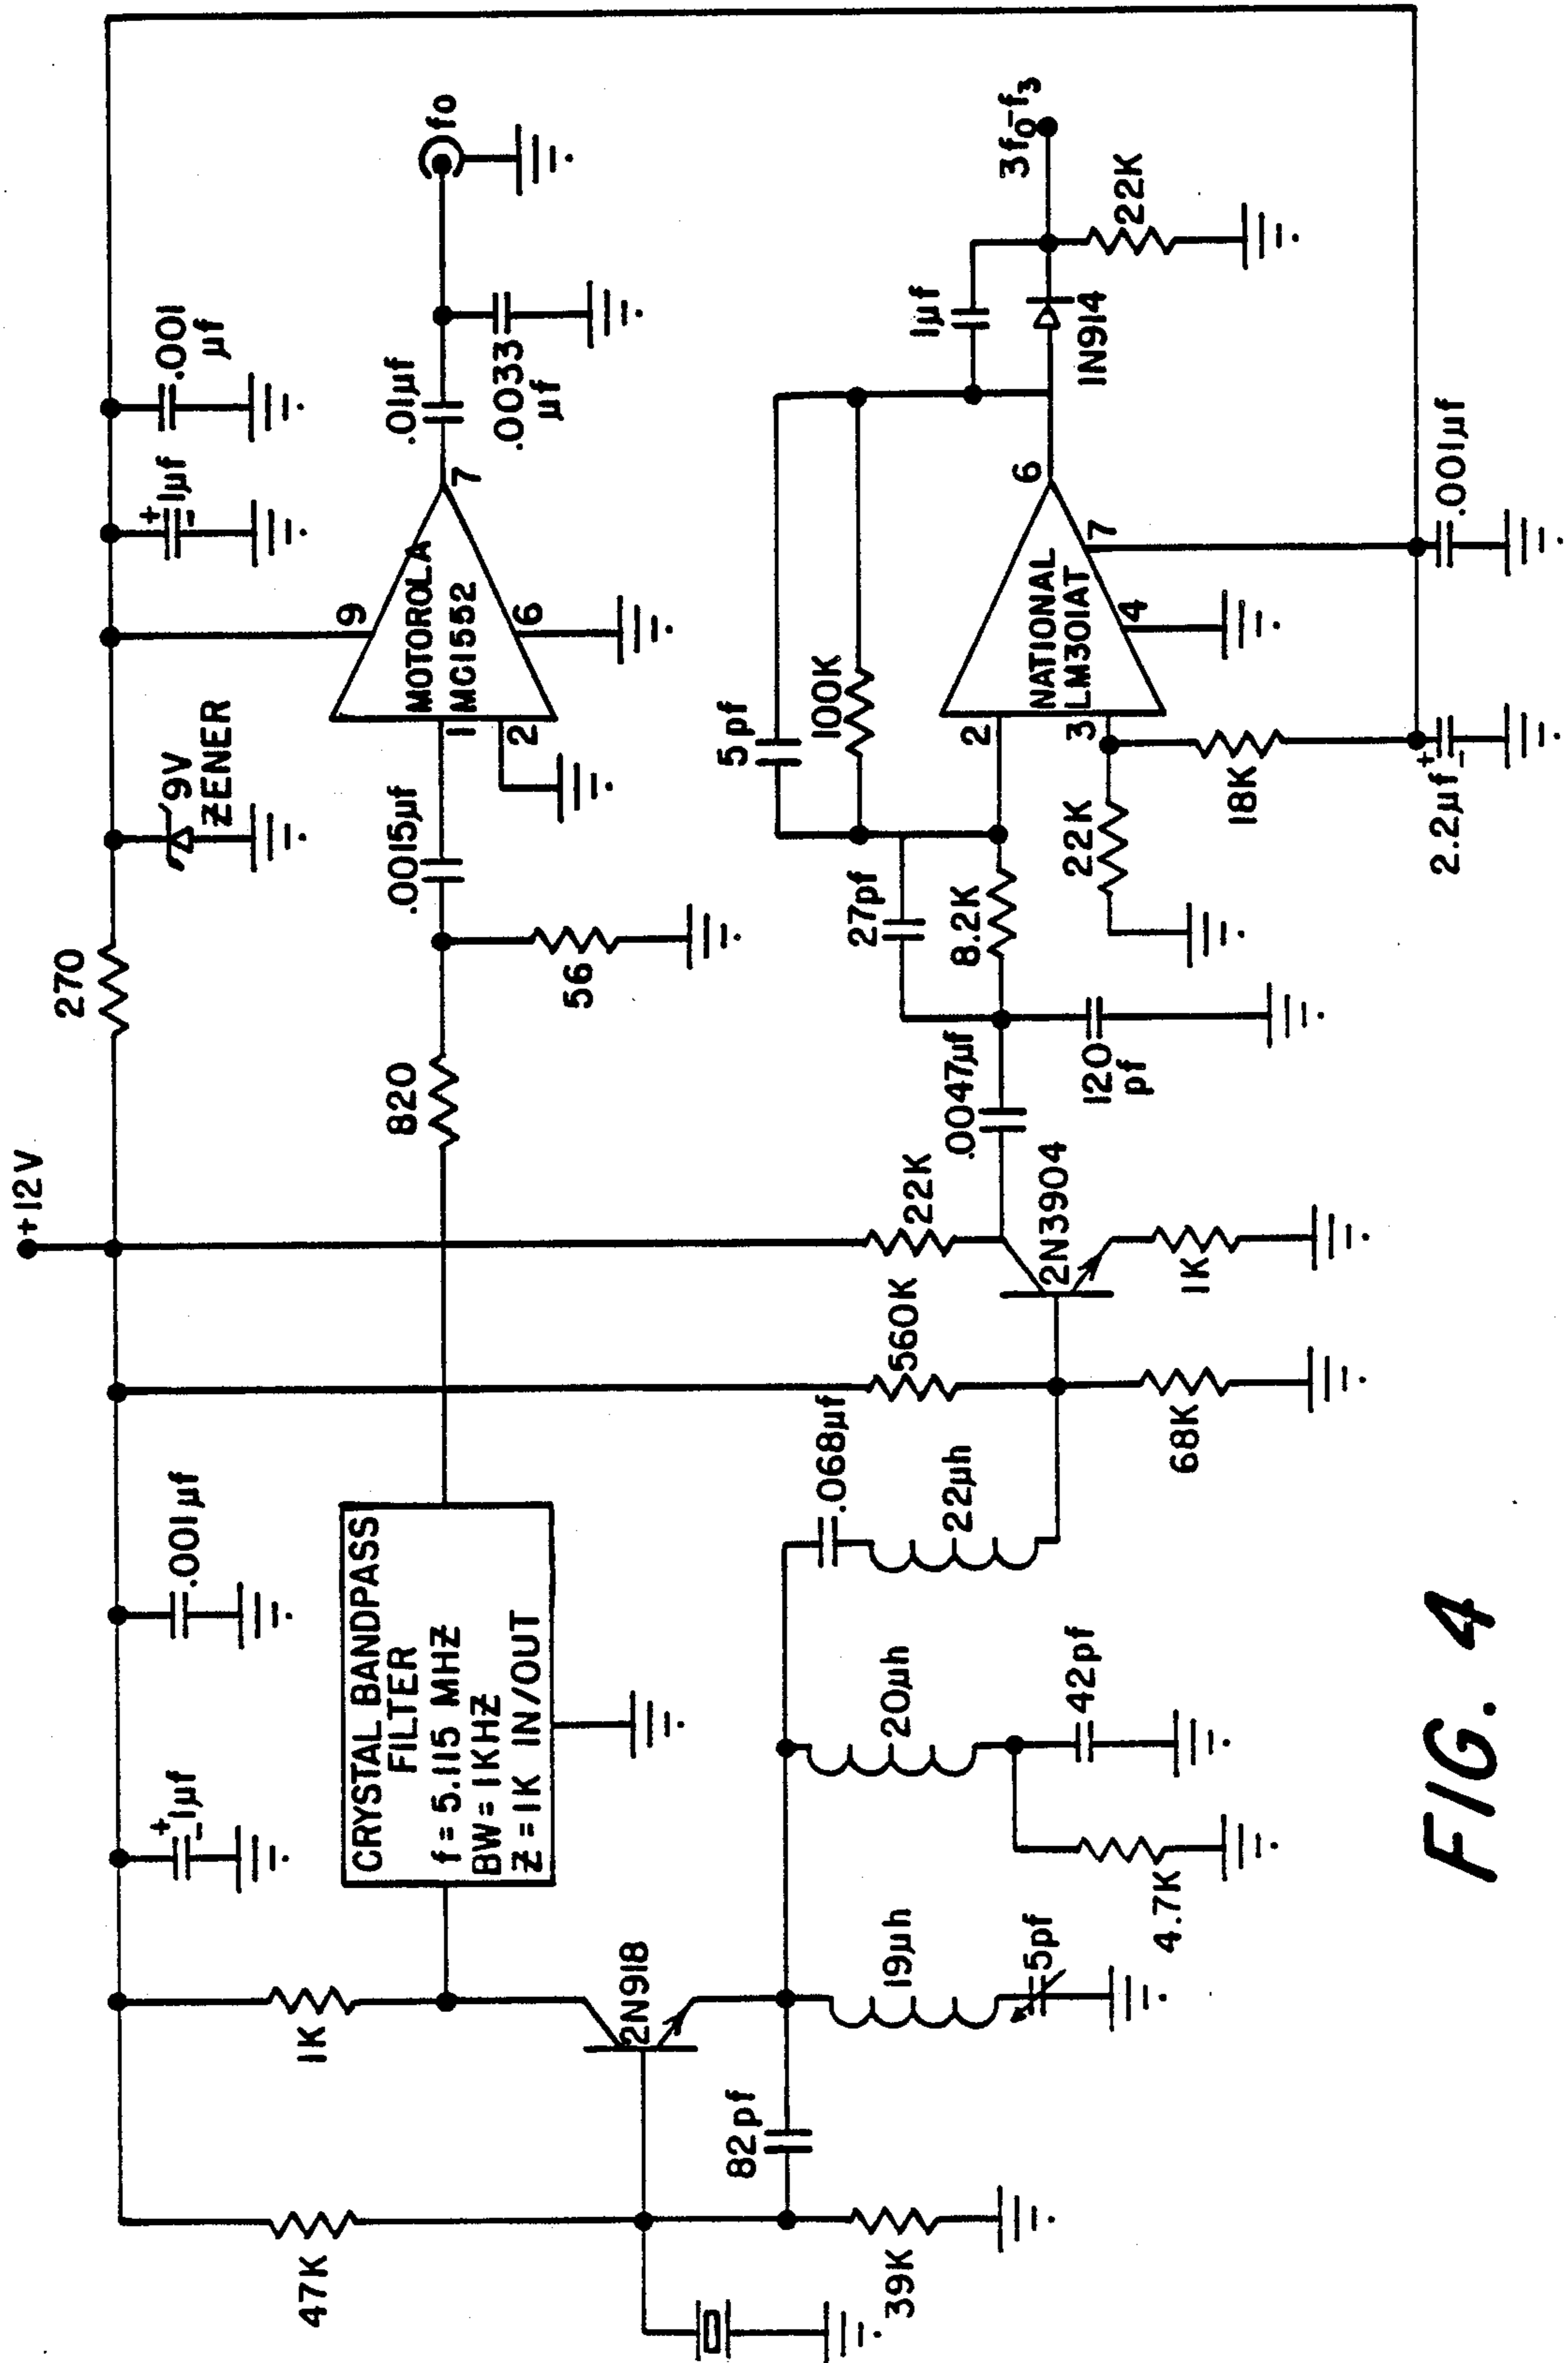 +12V
270
9V
ZENER
+
1µf
-
.001
µf
+
1µf
-
.001µf
47K
1K
CRYSTAL BANDPASS
FILTER
f = 5.115 MHZ
BW = 1KHZ
Z = 1K IN/OUT
820
56
.0015µf
1
2
9
6
7
MOTOROLA
MC1552
.01µf
.0033
µf
f0
2N918
82pf
39K
19µh
5pf
20µh
42pf
4.7K
.068µf
22µh
560K
68K
22K
2N3904
1K
.0047µf
120
pf
27pf
8.2K
5pf
100K
2
3
NATIONAL
LM301AT
6
7
4
22K
18K
2.2µf
+
-
.001µf
1µf
1N914
22K
3f0-f3
FIG. 4